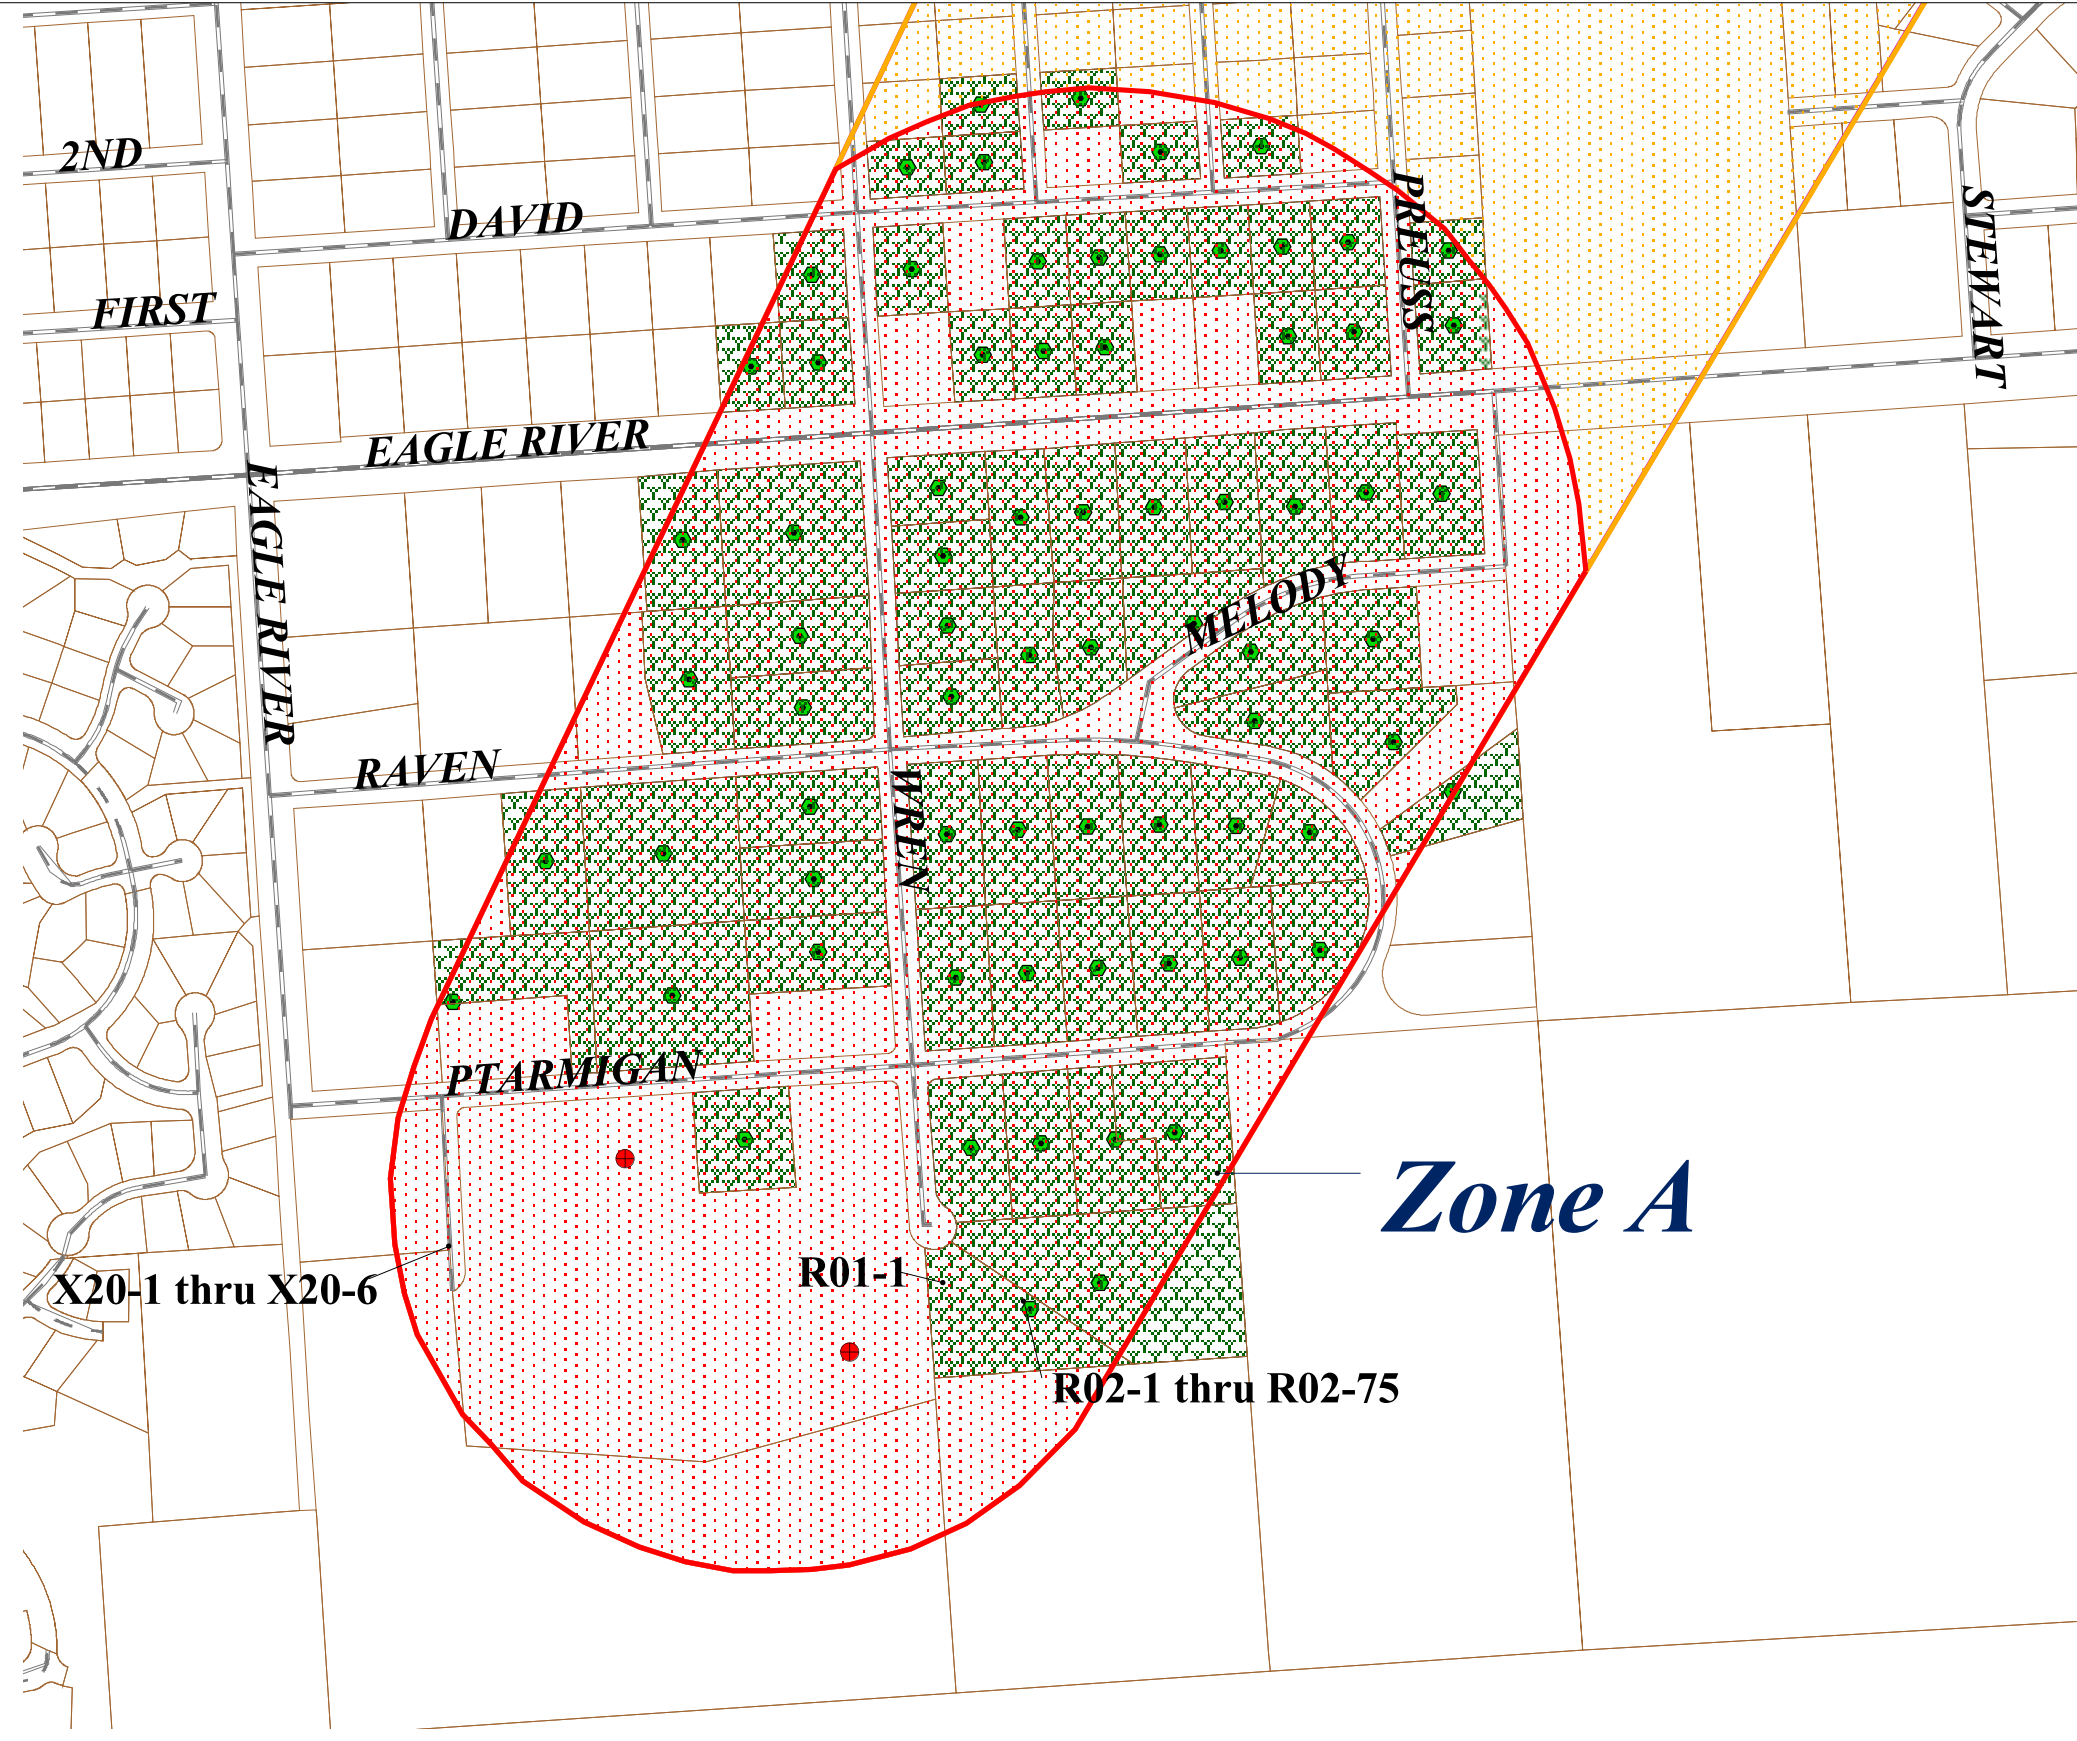 2ND
DAVID
PREUSS
STEWART
FIRST
EAGLE RIVER
EAGLE RIVER
MELODY
RAVEN
WREN
PTARMIGAN
Zone A
X20-1 thru X20-6
R01-1
R02-1 thru R02-75